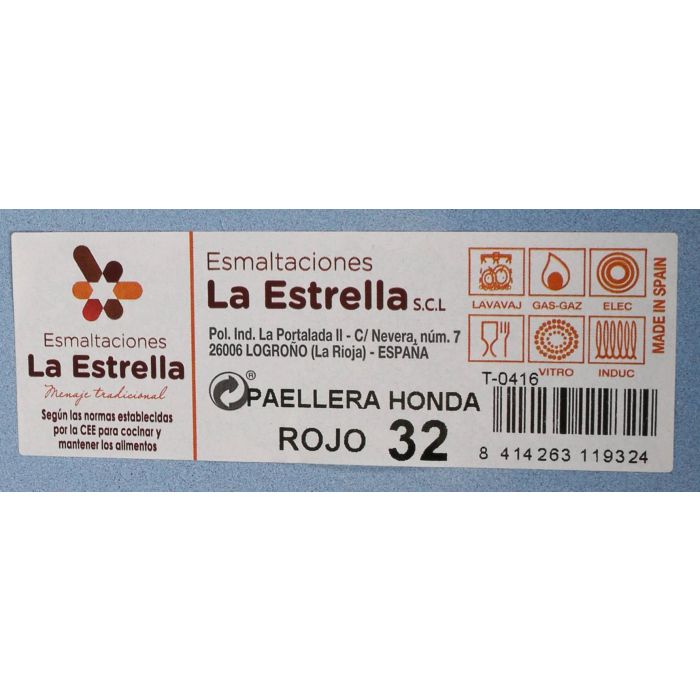 Esmaltaciones
La Estrella
Menaje tradicional
Según las normas establecidas
por la CEE para cocinar y
mantener los alimentos
Esmaltaciones
La Estrella S.C.L
Pol. Ind. La Portalada II - C/ Nevera, núm. 7
26006 LOGROÑO (La Rioja) - ESPAÑA
® PAELLERA HONDA
ROJO 32
LAVAVAJ GAS-GAZ ELEC
VITRO INDUC
MADE IN SPAIN
T-0416
8 414263 119324